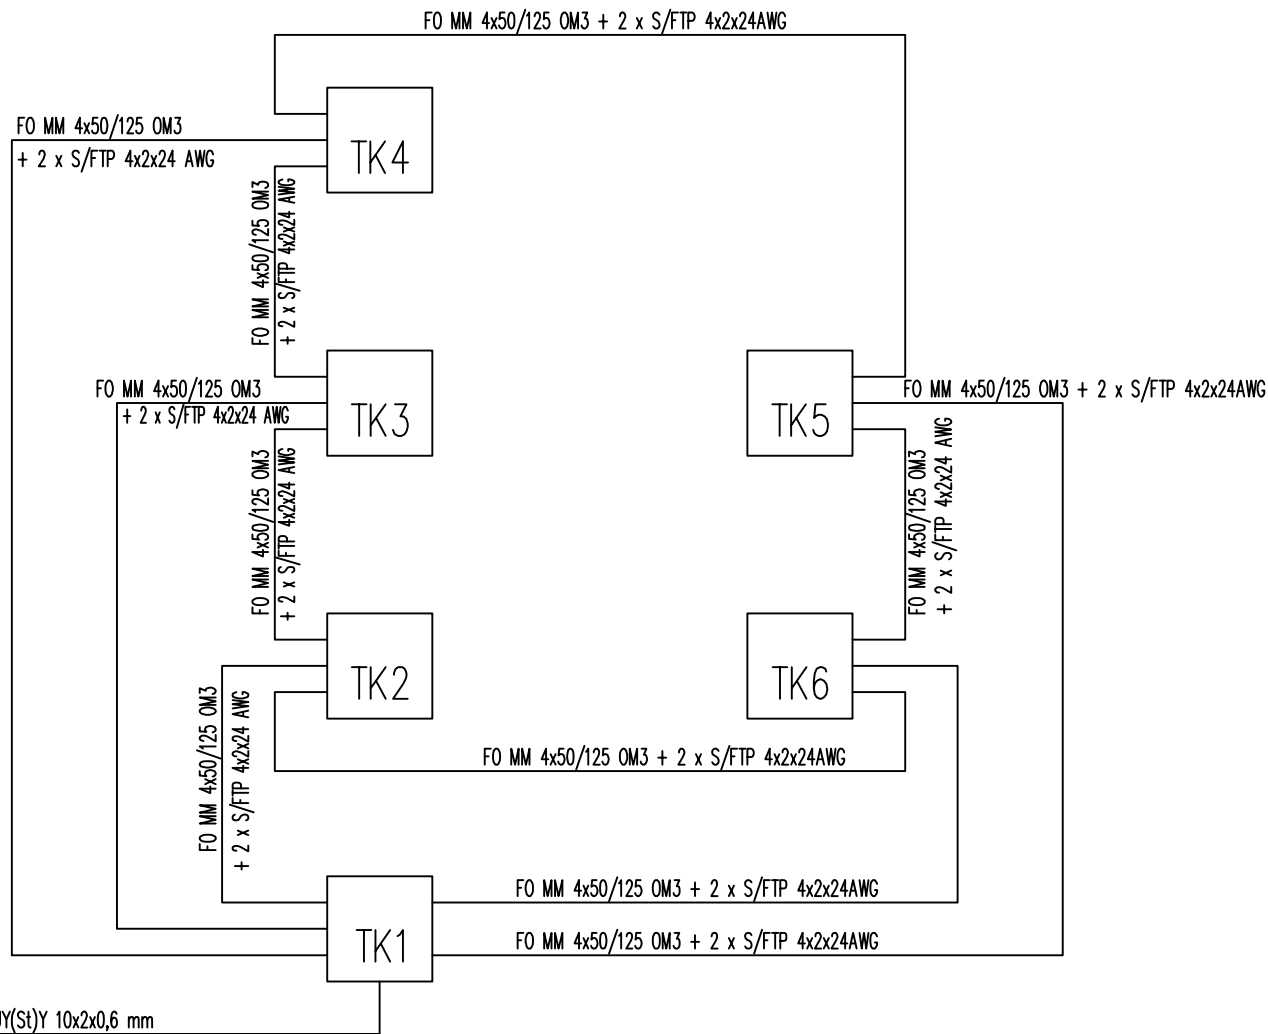 FO MM 4x50/125 OM3 + 2 x S/FTP 4x2x24AWG
FO MM 4x50/125 OM3
+ 2 x S/FTP 4x2x24 AWG
TK4
FO MM 4x50/125 OM3
+ 2 x S/FTP 4x2x24 AWG
FO MM 4x50/125 OM3
+ 2 x S/FTP 4x2x24 AWG
TK3
TK5
FO MM 4x50/125 OM3 + 2 x S/FTP 4x2x24AWG
FO MM 4x50/125 OM3
+ 2 x S/FTP 4x2x24 AWG
FO MM 4x50/125 OM3
+ 2 x S/FTP 4x2x24 AWG
TK2
TK6
FO MM 4x50/125 OM3
+ 2 x S/FTP 4x2x24 AWG
FO MM 4x50/125 OM3 + 2 x S/FTP 4x2x24AWG
FO MM 4x50/125 OM3 + 2 x S/FTP 4x2x24AWG
TK1
FO MM 4x50/125 OM3 + 2 x S/FTP 4x2x24AWG
Y(St)Y 10x2x0,6 mm